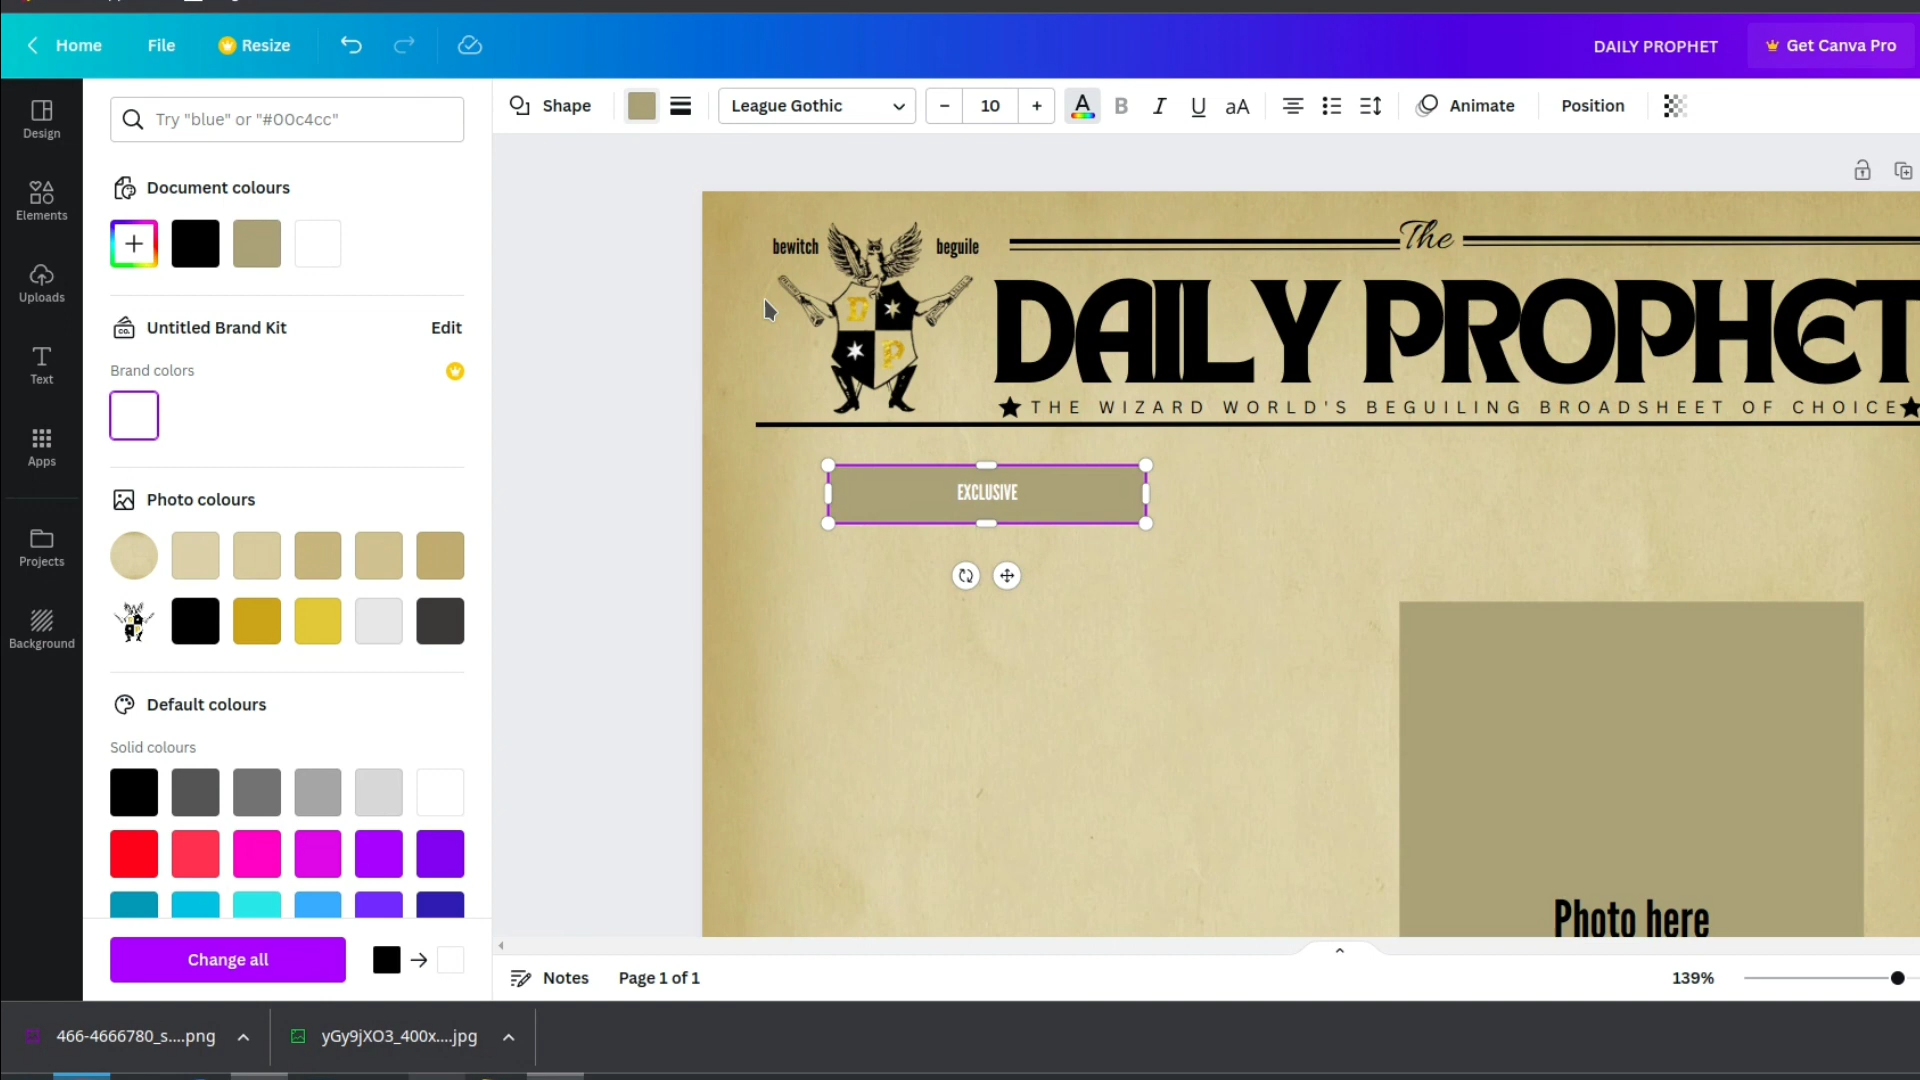 Home File Resize DAILY PROPHET Get Canva Pro
Design
Elements
Uploads
Text
Apps
Projects
Background
Try "blue" or "#00c4cc"
Document colours
Untitled Brand Kit Edit
Brand colors
Photo colours
Default colours
Solid colours
Change all
Shape League Gothic − 10 + A B I U aA Animate Position
bewitch beguile The
DAILY PROPHET
D
P
THE WIZARD WORLD'S BEGUILING BROADSHEET OF CHOICE
EXCLUSIVE
Photo here
Notes Page 1 of 1 139%
466-4666780_s....png yGy9jXO3_400x....jpg